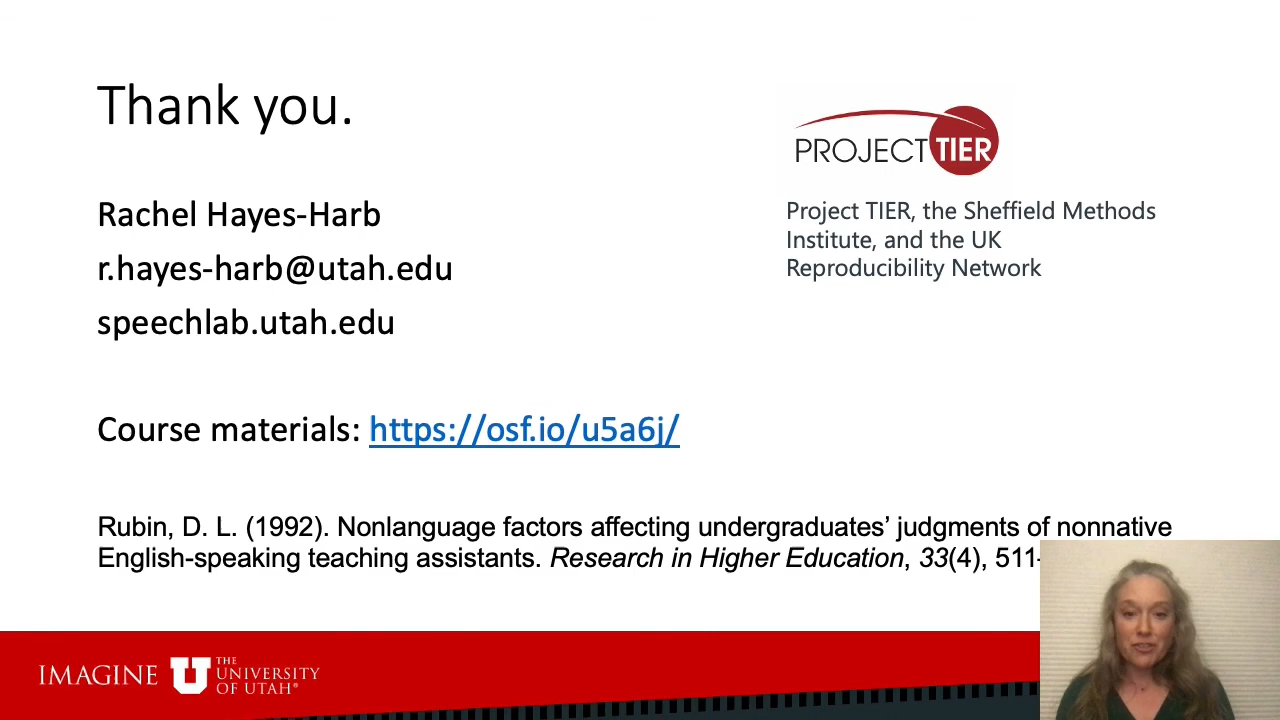 Thank you.
PROJECT TIER
Rachel Hayes-Harb
r.hayes-harb@utah.edu
speechlab.utah.edu
Project TIER, the Sheffield Methods
Institute, and the UK
Reproducibility Network
Course materials: https://osf.io/u5a6j/
Rubin, D. L. (1992). Nonlanguage factors affecting undergraduates’ judgments of nonnative
English-speaking teaching assistants. Research in Higher Education, 33(4), 511-
IMAGINE
U
THE
UNIVERSITY
OF UTAH®